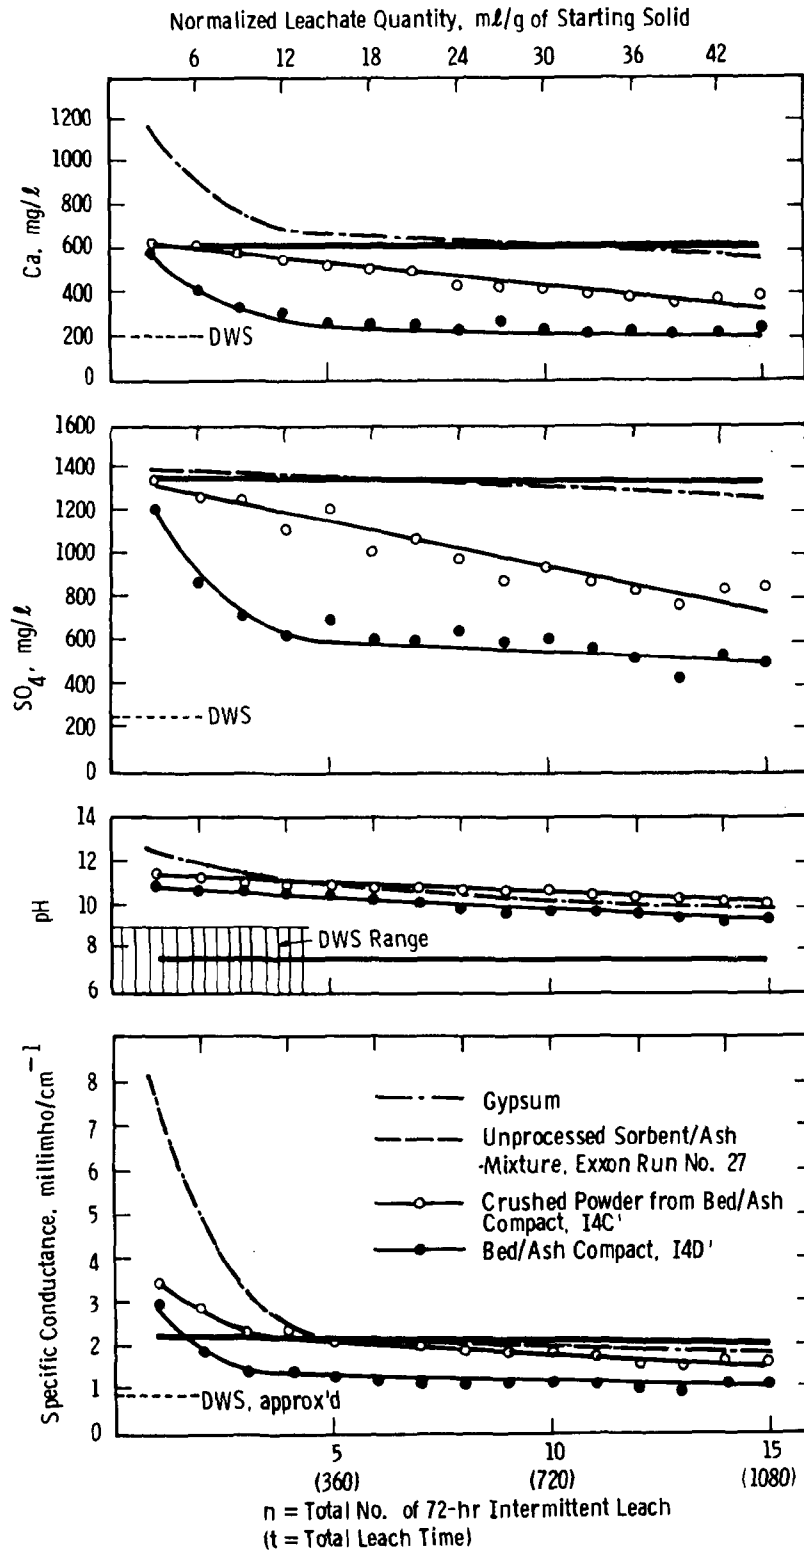 Normalized Leachate Quantity, mℓ/g of Starting Solid
6 12 18 24 30 36 42
1200
1000
800
600
400
200
0
Ca, mg/ℓ
DWS
1600
1400
1200
1000
800
600
400
200
0
SO4, mg/ℓ
DWS
14
12
10
8
6
pH
DWS Range
8
7
6
5
4
3
2
1
0
Specific Conductance, millimho/cm⁻¹
Gypsum
Unprocessed Sorbent/Ash
Mixture, Exxon Run No. 27
Crushed Powder from Bed/Ash
Compact, I4C'
Bed/Ash Compact, I4D'
DWS, approx'd
5 10 15
(360) (720) (1080)
n = Total No. of 72-hr Intermittent Leach
(t = Total Leach Time)